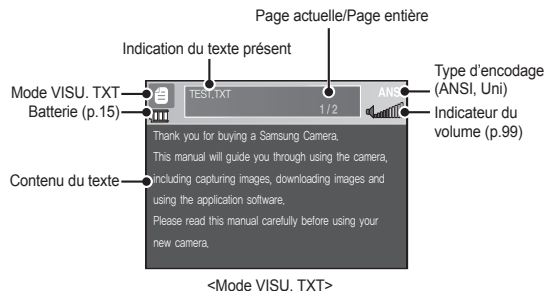 Page actuelle/Page entière
Indication du texte présent
Mode VISU. TXT
Batterie (p.15)
Type d'encodage
(ANSI, Uni)
Indicateur du
volume (p.99)
Contenu du texte
TEST.TXT
ANS
1 / 2
Thank you for buying a Samsung Camera.
This manual will guide you through using the camera,
including capturing images, downloading images and
using the application software.
Please read this manual carefully before using your
new camera.
<Mode VISU. TXT>